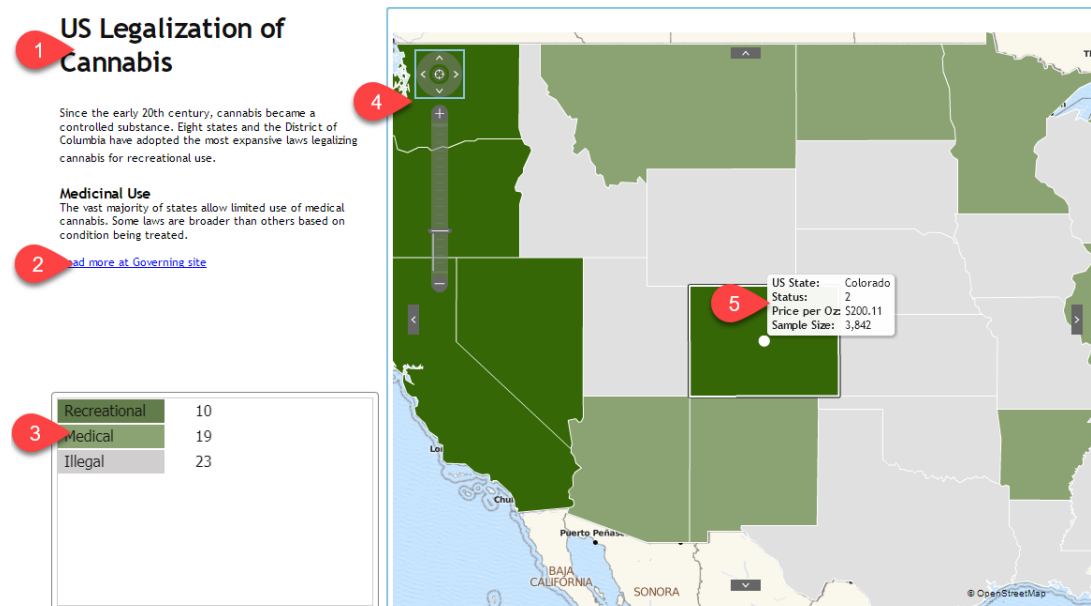 1
US Legalization of
Cannabis
Since the early 20th century, cannabis became a
controlled substance. Eight states and the District of
Columbia have adopted the most expansive laws legalizing
cannabis for recreational use.
Medicinal Use
The vast majority of states allow limited use of medical
cannabis. Some laws are broader than others based on
condition being treated.
2
more at Governing site
Recreational 10
3
Medical 19
Illegal 23
4
5
US State: Colorado
Status: 2
Price per Oz: $200.11
Sample Size: 3,842
Puerto Peñas
BAJA
CALIFORNIA
SONORA
© OpenStreetMap